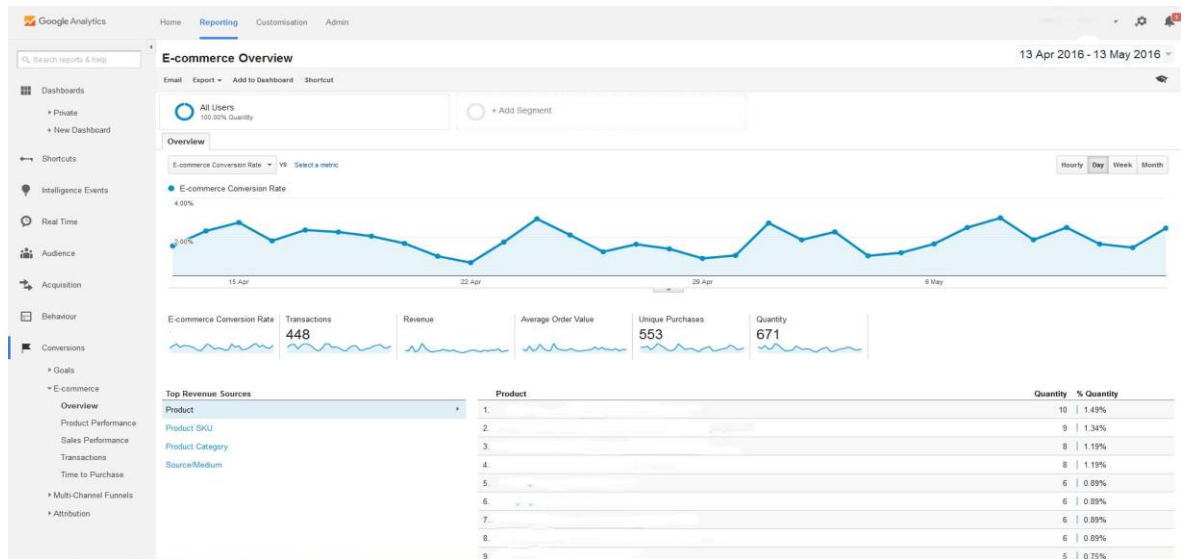 Google Analytics
Home Reporting Customisation Admin
Search reports & help
E-commerce Overview
13 Apr 2016 - 13 May 2016
Email Export Add to Dashboard Shortcut
Dashboards
Private
+ New Dashboard
Shortcuts
Intelligence Events
Real Time
Audience
Acquisition
Behaviour
Conversions
Goals
E-commerce
Overview
Product Performance
Sales Performance
Transactions
Time to Purchase
Multi-Channel Funnels
Attribution
All Users
100.00% Quantity
+ Add Segment
Overview
E-commerce Conversion Rate VS Select a metric
Hourly Day Week Month
E-commerce Conversion Rate
4.00%
2.00%
15 Apr 22 Apr 29 Apr 6 May
E-commerce Conversion Rate Transactions Revenue Average Order Value Unique Purchases Quantity
448 553 671
Top Revenue Sources
Product
Product SKU
Product Category
Source/Medium
Product Quantity % Quantity
1. 10 1.49%
2. 9 1.34%
3. 8 1.19%
4. 8 1.19%
5. 6 0.89%
6. 6 0.89%
7. 6 0.89%
8. 6 0.89%
9. 5 0.75%